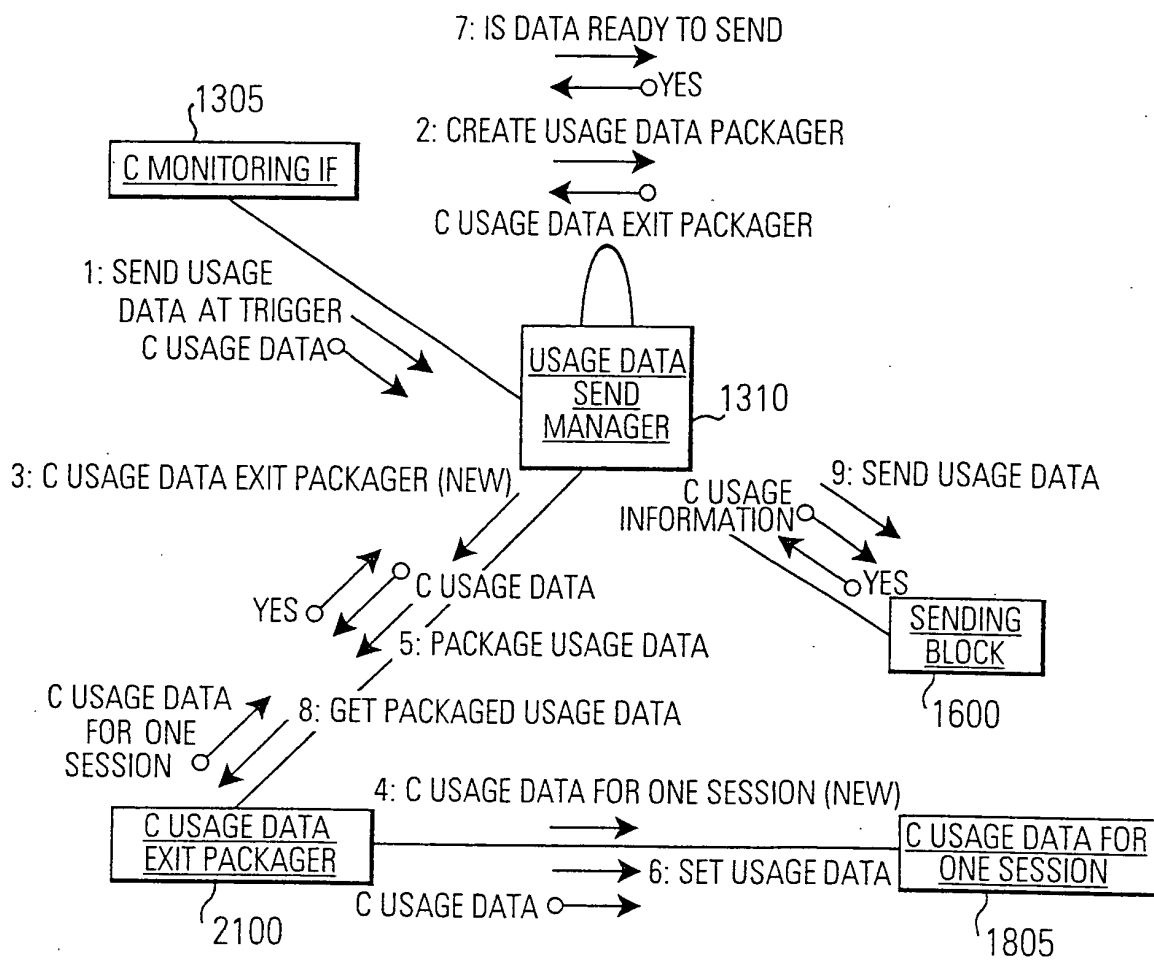 7: IS DATA READY TO SEND
YES
1305
2: CREATE USAGE DATA PACKAGER
C MONITORING IF
C USAGE DATA EXIT PACKAGER
1: SEND USAGE
DATA AT TRIGGER
C USAGE DATA
USAGE DATA
SEND
MANAGER
1310
3: C USAGE DATA EXIT PACKAGER (NEW)
C USAGE
INFORMATION
9: SEND USAGE DATA
YES
C USAGE DATA
YES
5: PACKAGE USAGE DATA
SENDING
BLOCK
1600
C USAGE DATA
FOR ONE
SESSION
8: GET PACKAGED USAGE DATA
4: C USAGE DATA FOR ONE SESSION (NEW)
C USAGE DATA
EXIT PACKAGER
C USAGE DATA FOR
ONE SESSION
6: SET USAGE DATA
C USAGE DATA
2100
1805